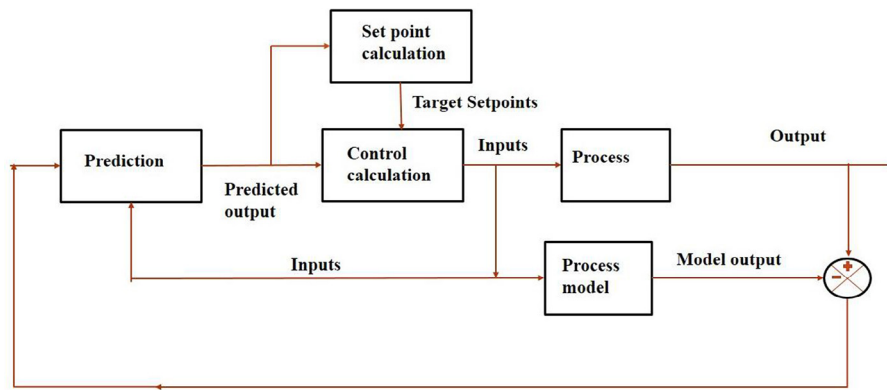 Set point
calculation
Target Setpoints
Prediction
Predicted
output
Control
calculation
Inputs
Process
Output
Inputs
Process
model
Model output
+
-